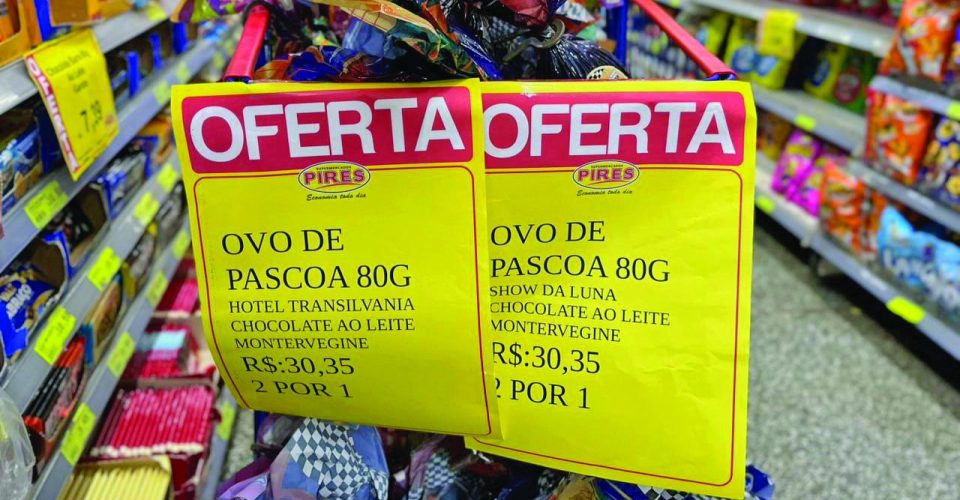 OFERTA
SUPERMERCADOS
PIRES
Economia todo dia
OVO DE
PASCOA 80G
HOTEL TRANSILVANIA
CHOCOLATE AO LEITE
MONTERVEGINE
R$:30,35
2 POR 1
OFERTA
SUPERMERCADOS
PIRES
Economia todo dia
OVO DE
PASCOA 80G
SHOW DA LUNA
CHOCOLATE AO LEITE
MONTERVEGINE
R$:30,35
2 POR 1